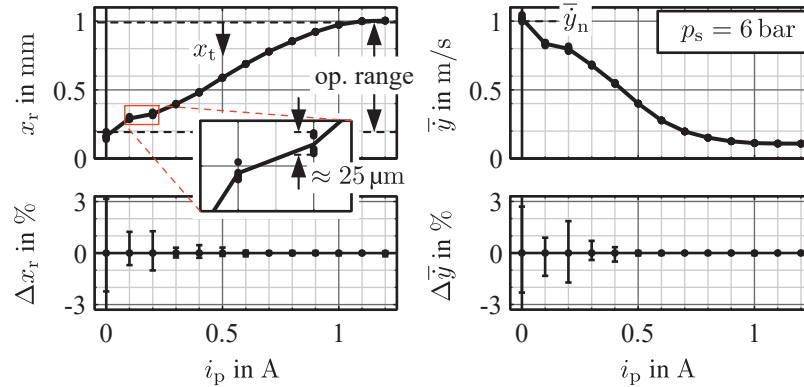 1
0.5
0
x_r in mm
x_t
op. range
≈ 25 µm
3
0
-3
Δx_r in %
0
0.5
1
i_p in A
1
0.5
0
ẏ̅ in m/s
ẏ̅_n
p_s = 6 bar
3
0
-3
Δẏ̅ in %
0
0.5
1
i_p in A